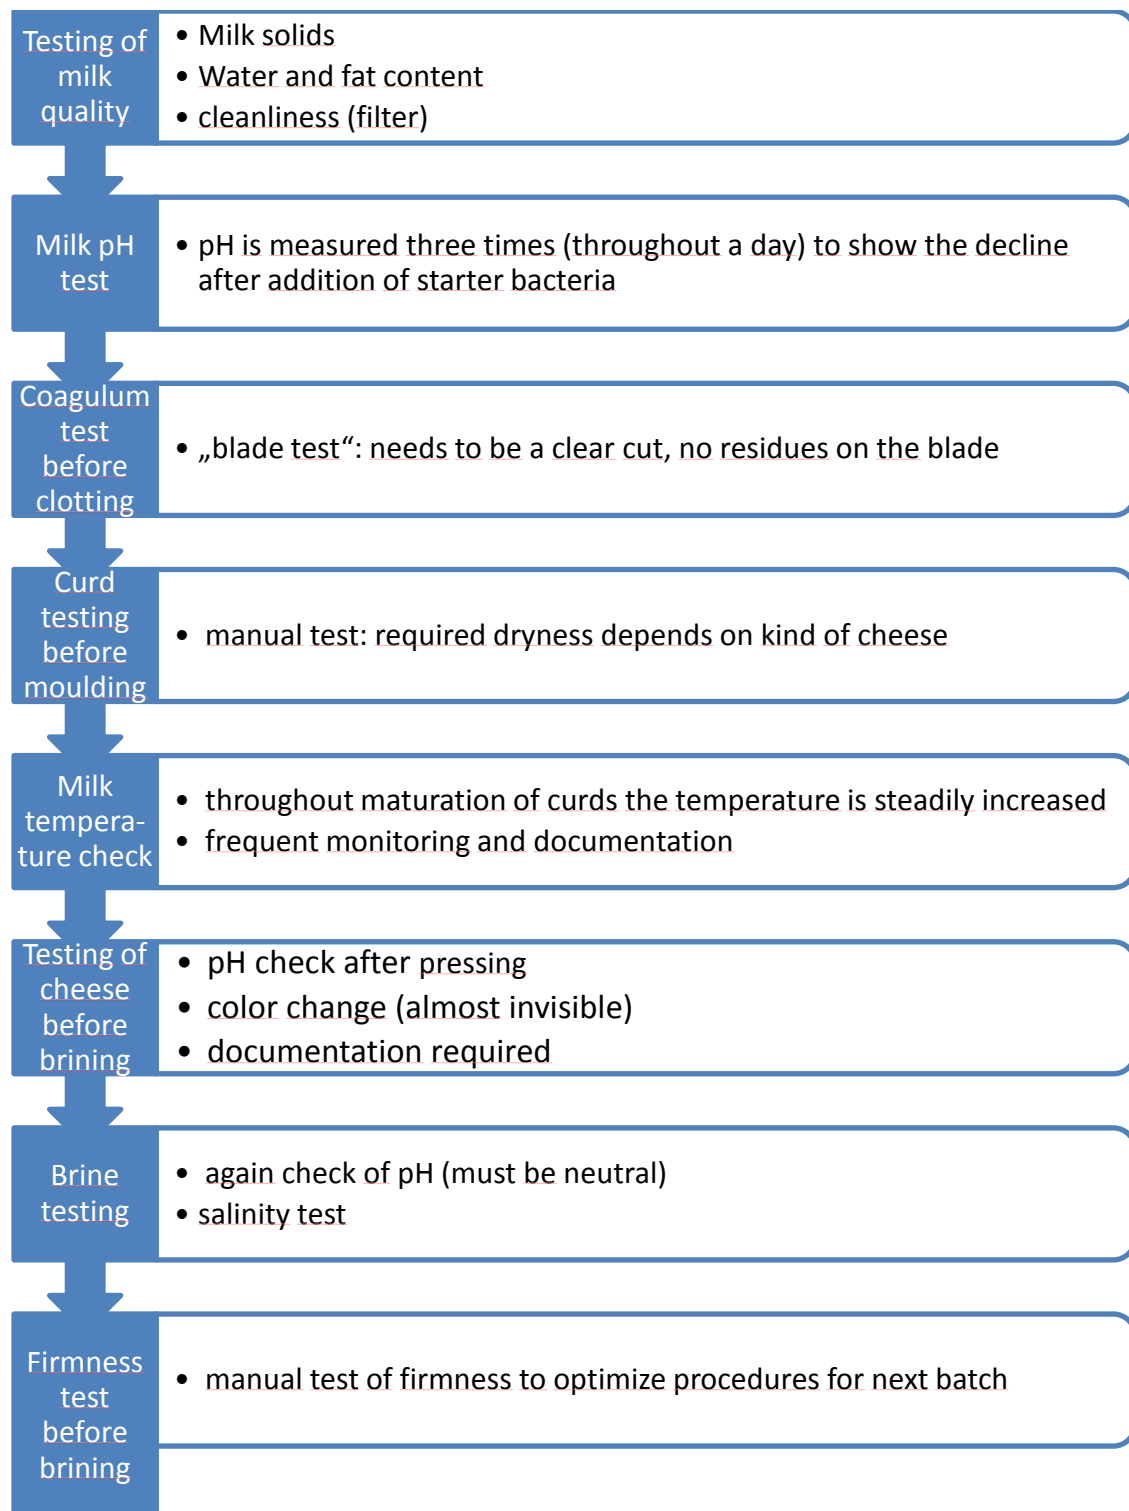 Testing of
milk
quality
• Milk solids
• Water and fat content
• cleanliness (filter)
Milk pH
test
• pH is measured three times (throughout a day) to show the decline
after addition of starter bacteria
Coagulum
test
before
clotting
• „blade test“: needs to be a clear cut, no residues on the blade
Curd
testing
before
moulding
• manual test: required dryness depends on kind of cheese
Milk
tempera-
ture check
• throughout maturation of curds the temperature is steadily increased
• frequent monitoring and documentation
Testing of
cheese
before
brining
• pH check after pressing
• color change (almost invisible)
• documentation required
Brine
testing
• again check of pH (must be neutral)
• salinity test
Firmness
test
before
brining
• manual test of firmness to optimize procedures for next batch